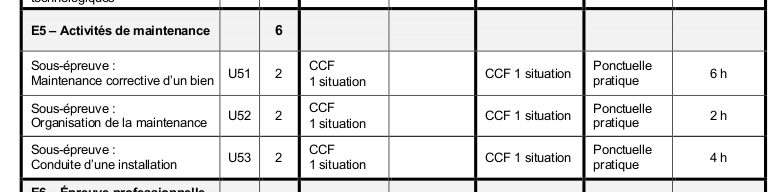 technologiques
E5 – Activités de maintenance 6
Sous-épreuve :
Maintenance corrective d'un bien U51 2 CCF
1 situation CCF 1 situation Ponctuelle
pratique 6 h
Sous-épreuve :
Organisation de la maintenance U52 2 CCF
1 situation CCF 1 situation Ponctuelle
pratique 2 h
Sous-épreuve :
Conduite d'une installation U53 2 CCF
1 situation CCF 1 situation Ponctuelle
pratique 4 h
E6 – Épreuve professionnelle